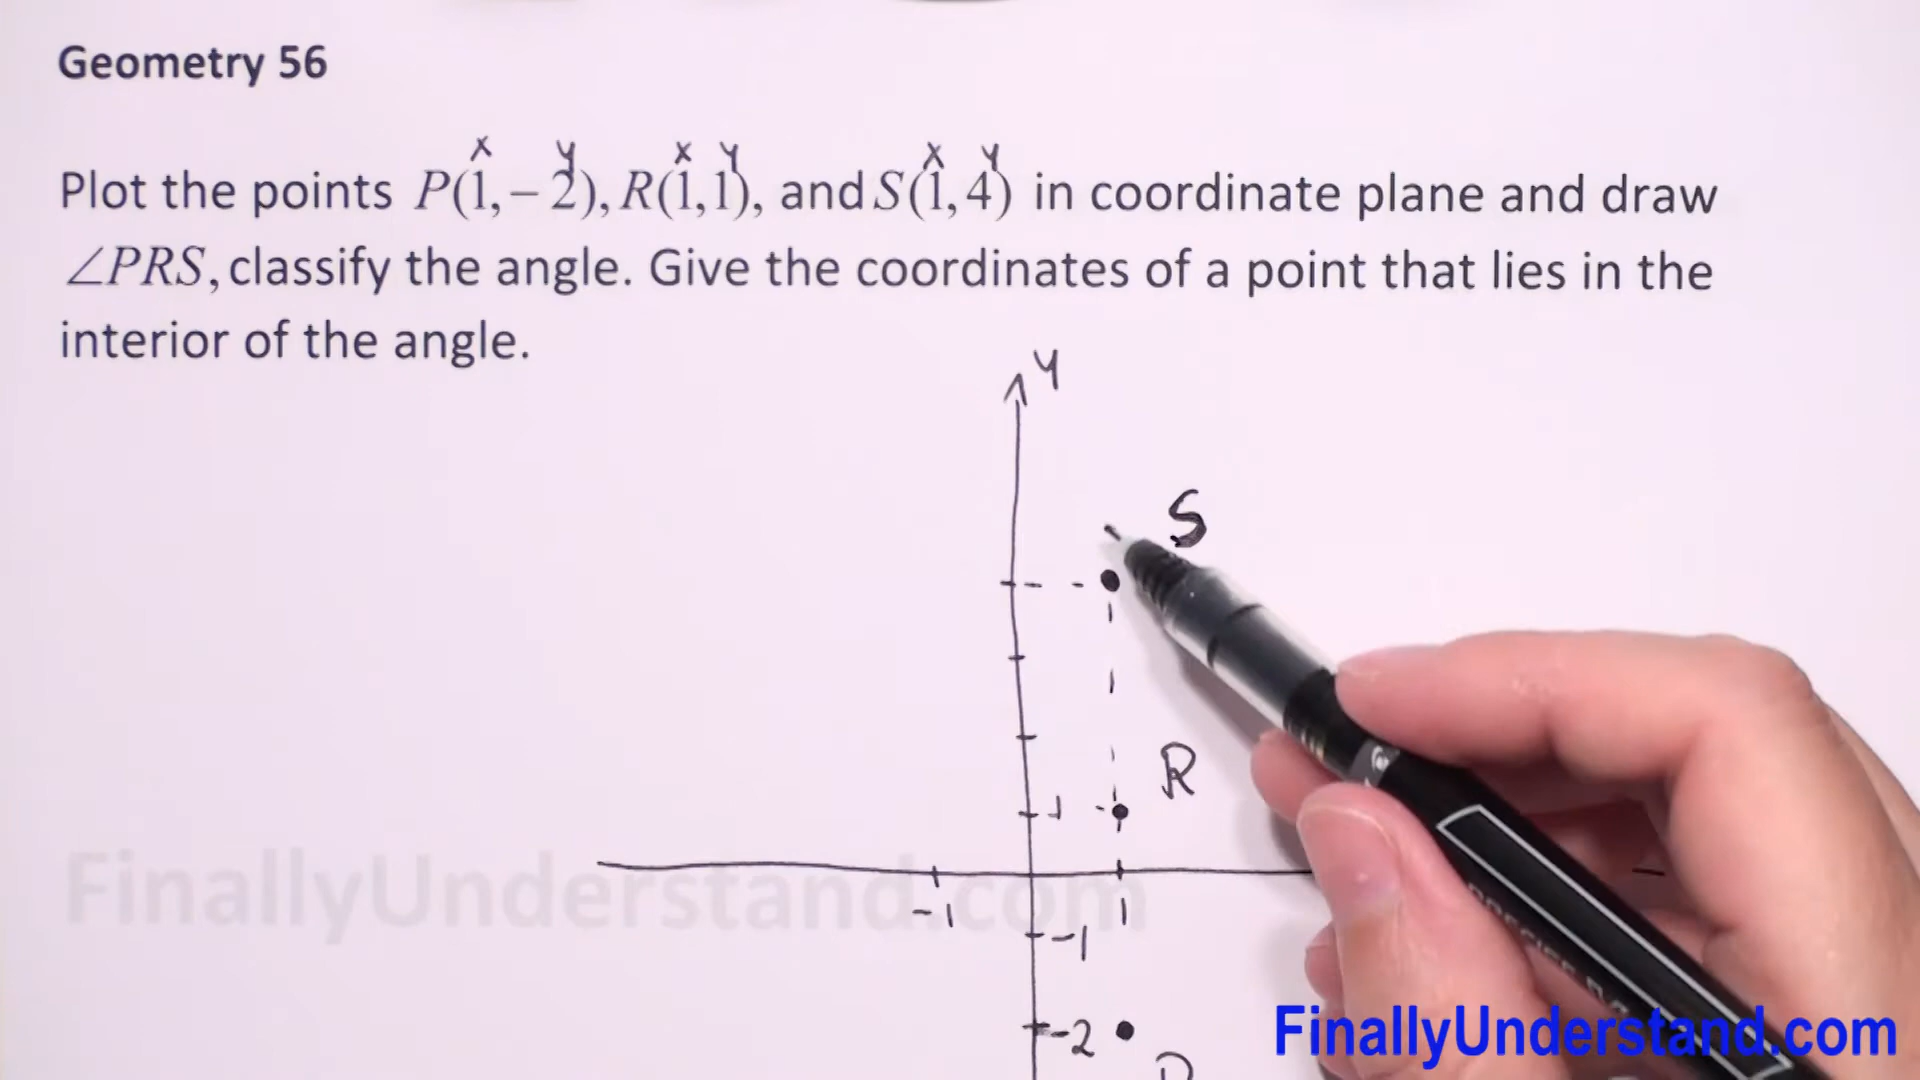 Geometry 56
x y x y x y
Plot the points P(1,−2), R(1,1), and S(1,4) in coordinate plane and draw
∠PRS, classify the angle. Give the coordinates of a point that lies in the
interior of the angle.
y
S
R
1
FinallyUnderstand.com
-1 1
-1
-2
FinallyUnderstand.com